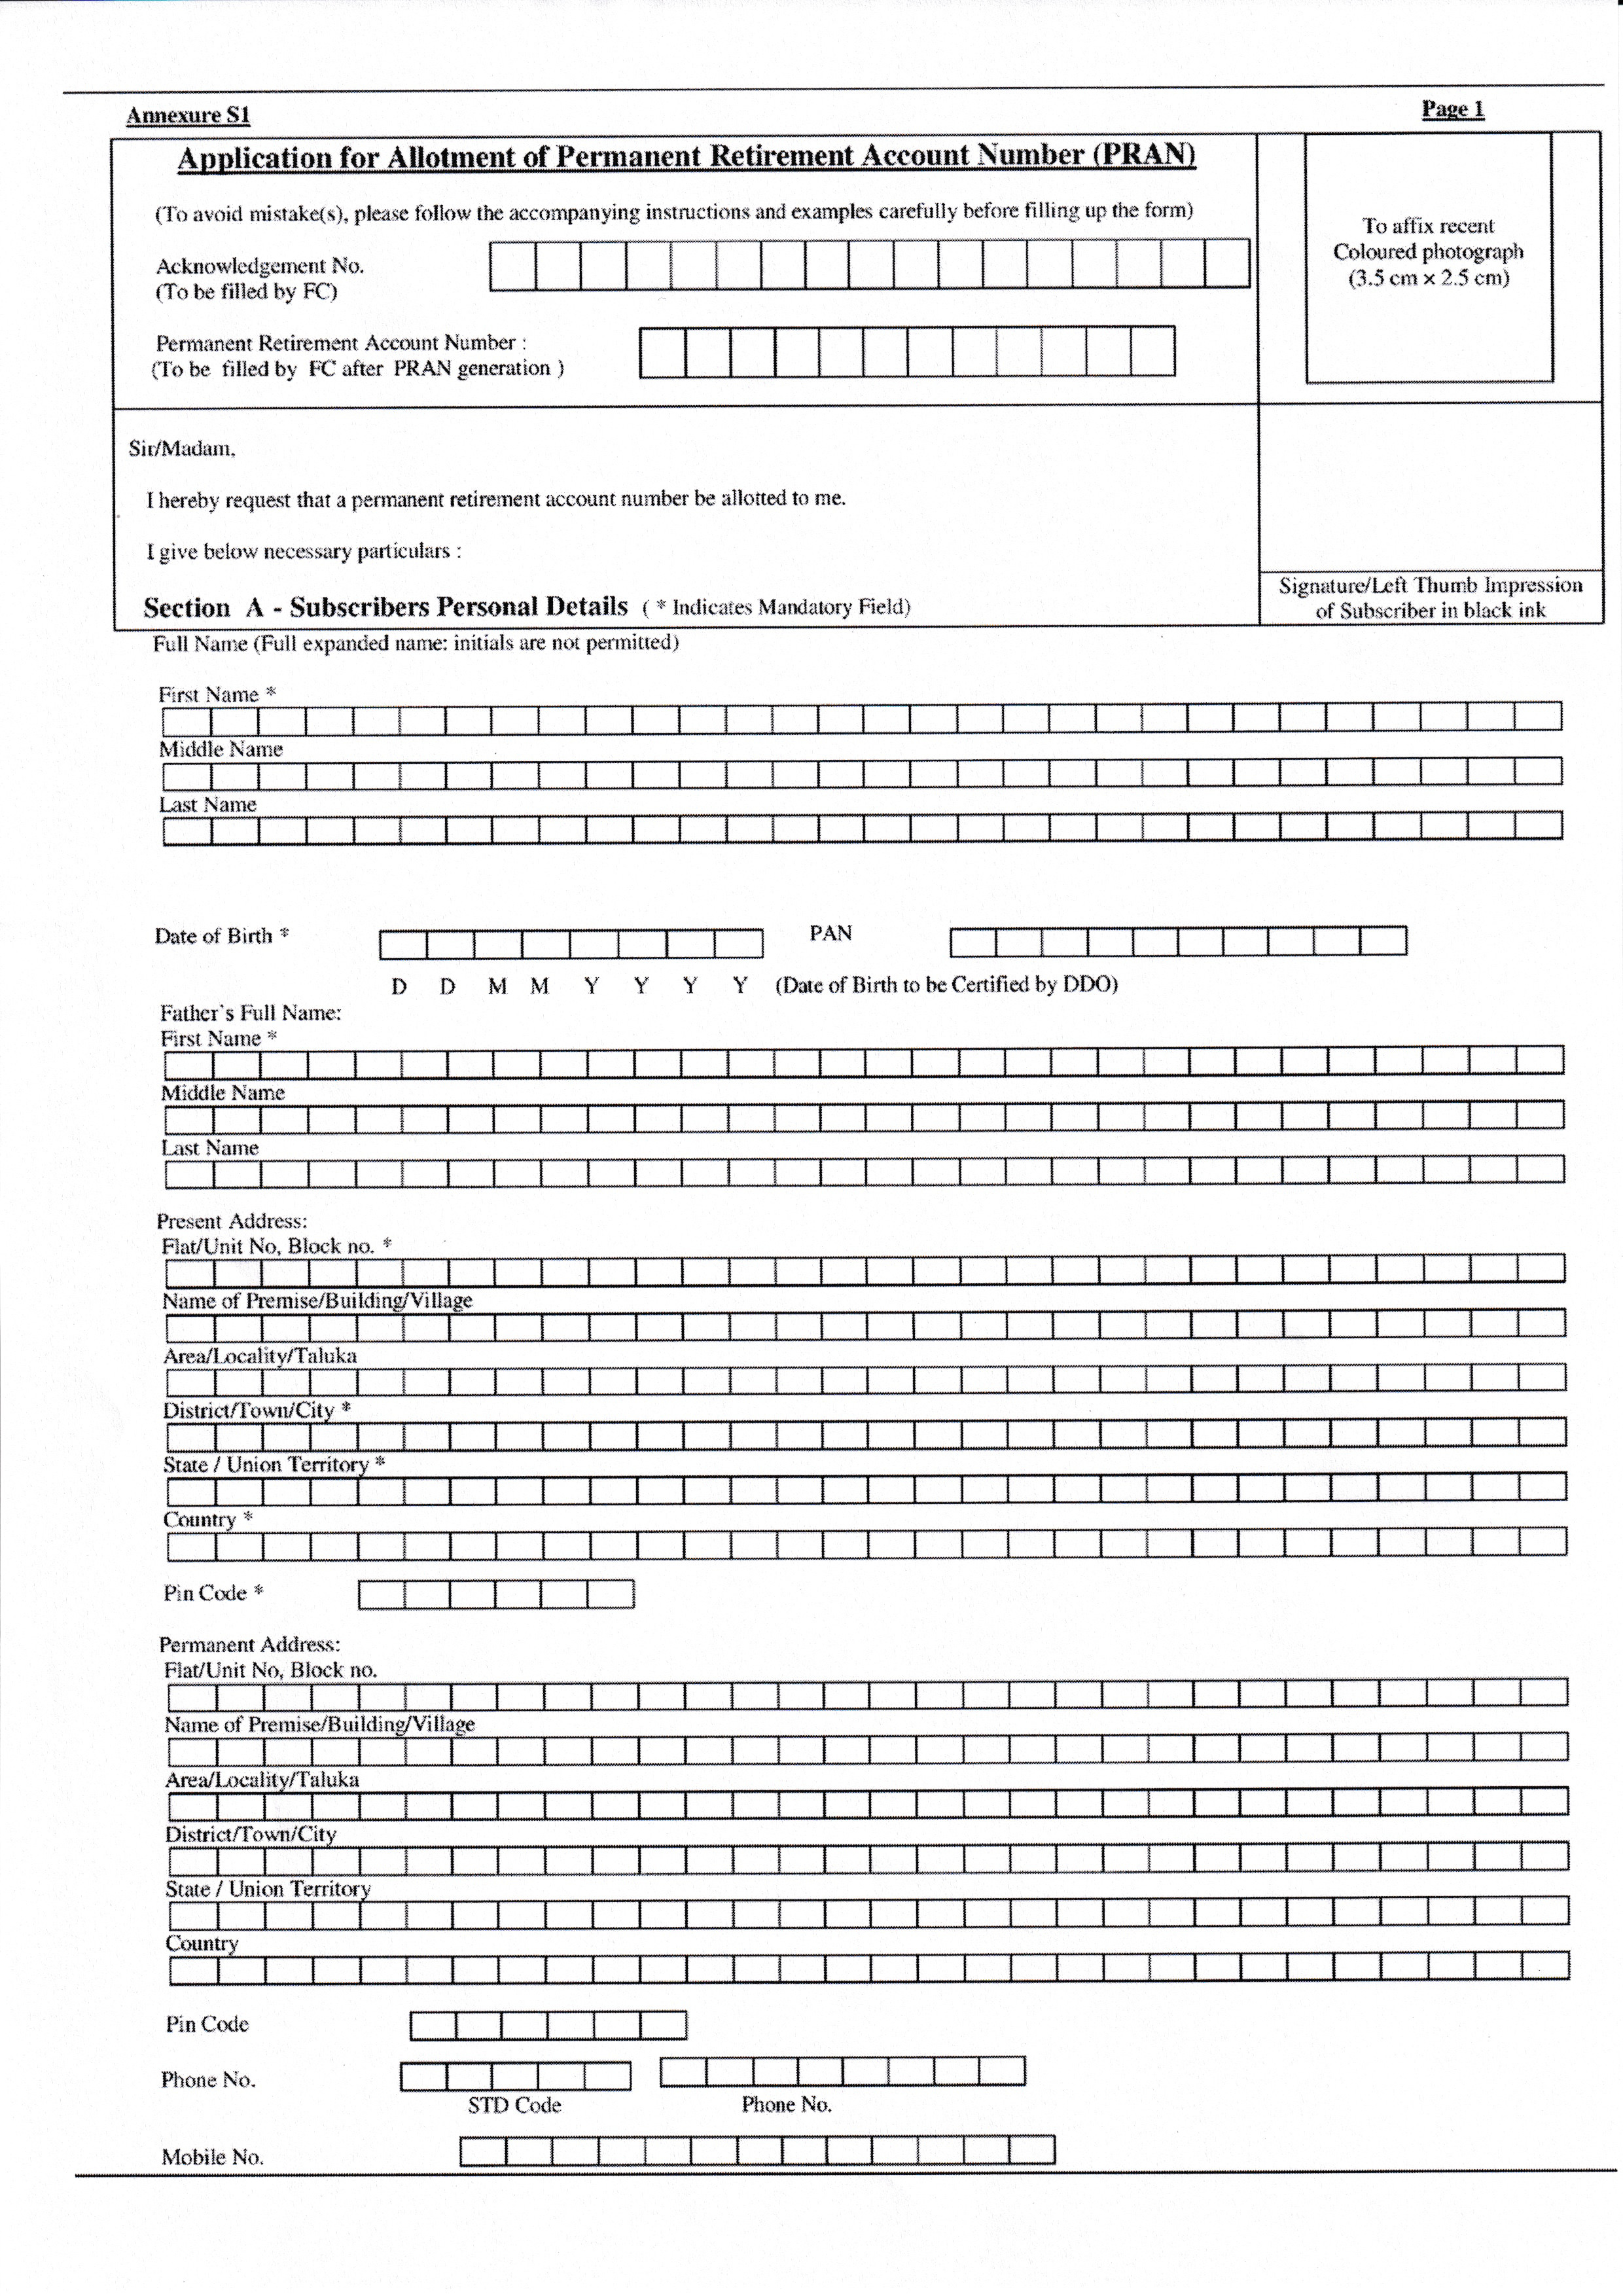 Annexure S1
Page 1
Application for Allotment of Permanent Retirement Account Number (PRAN)
(To avoid mistake(s), please follow the accompanying instructions and examples carefully before filling up the form)
To affix recent
Coloured photograph
(3.5 cm × 2.5 cm)
Acknowledgement No.
(To be filled by FC)
Permanent Retirement Account Number :
(To be filled by FC after PRAN generation )
Sir/Madam,
I hereby request that a permanent retirement account number be allotted to me.
I give below necessary particulars :
Section A - Subscribers Personal Details ( * Indicates Mandatory Field)
Signature/Left Thumb Impression
of Subscriber in black ink
Full Name (Full expanded name: initials are not permitted)
First Name *
Middle Name
Last Name
Date of Birth *
PAN
D D M M Y Y Y Y (Date of Birth to be Certified by DDO)
Father's Full Name:
First Name *
Middle Name
Last Name
Present Address:
Flat/Unit No, Block no. *
Name of Premise/Building/Village
Area/Locality/Taluka
District/Town/City *
State / Union Territory *
Country *
Pin Code *
Permanent Address:
Flat/Unit No, Block no.
Name of Premise/Building/Village
Area/Locality/Taluka
District/Town/City
State / Union Territory
Country
Pin Code
Phone No.
STD Code Phone No.
Mobile No.